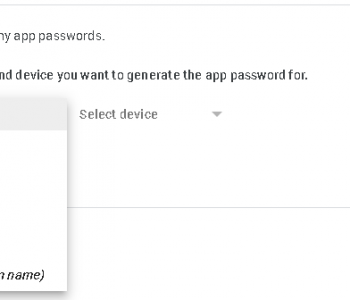 ny app passwords.
nd device you want to generate the app password for.
Select device
n name)